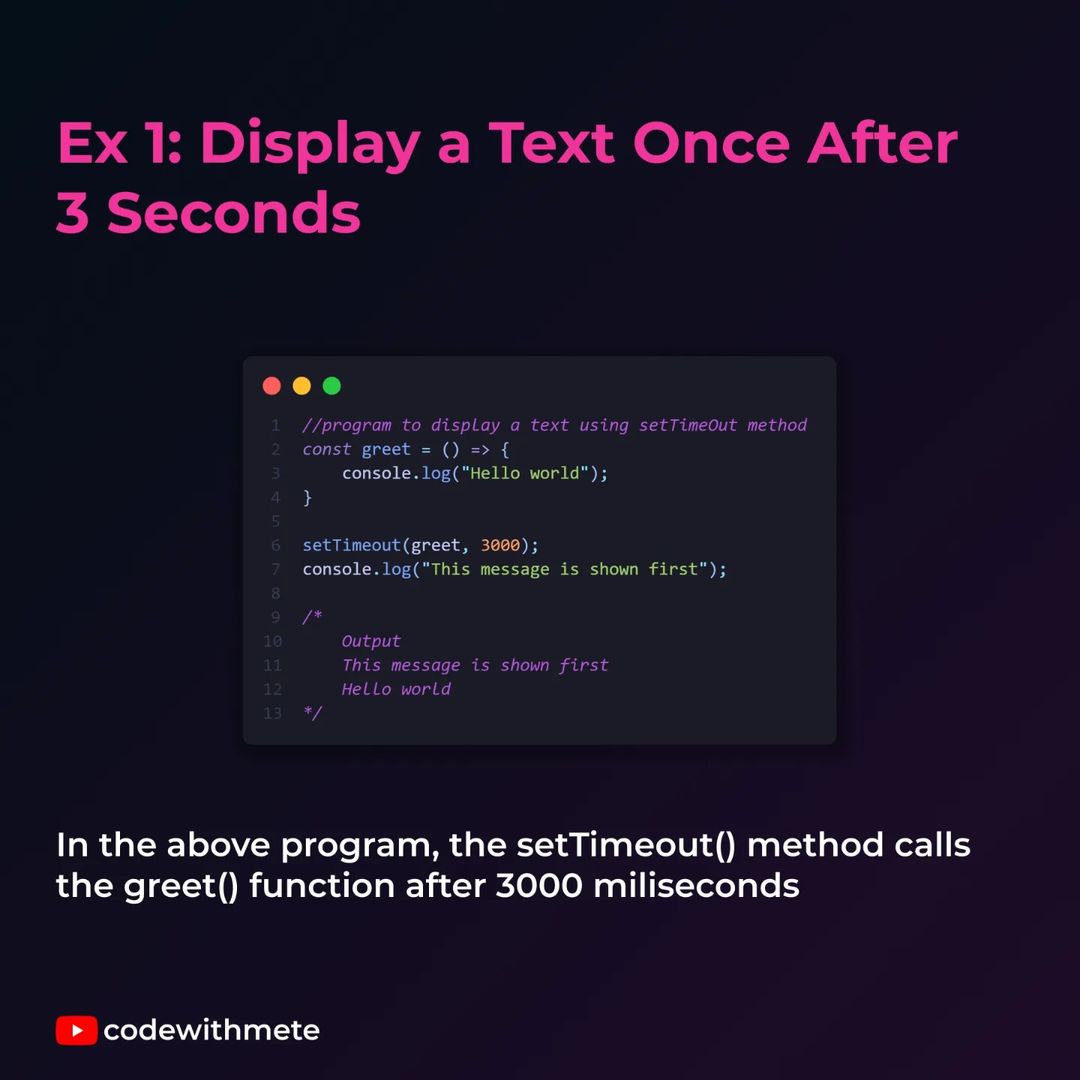 Ex 1: Display a Text Once After
3 Seconds
1 //program to display a text using setTimeOut method
2 const greet = () => {
3     console.log("Hello world");
4 }
5
6 setTimeout(greet, 3000);
7 console.log("This message is shown first");
8
9 /*
10     Output
11     This message is shown first
12     Hello world
13 */
In the above program, the setTimeout() method calls
the greet() function after 3000 miliseconds
codewithmete